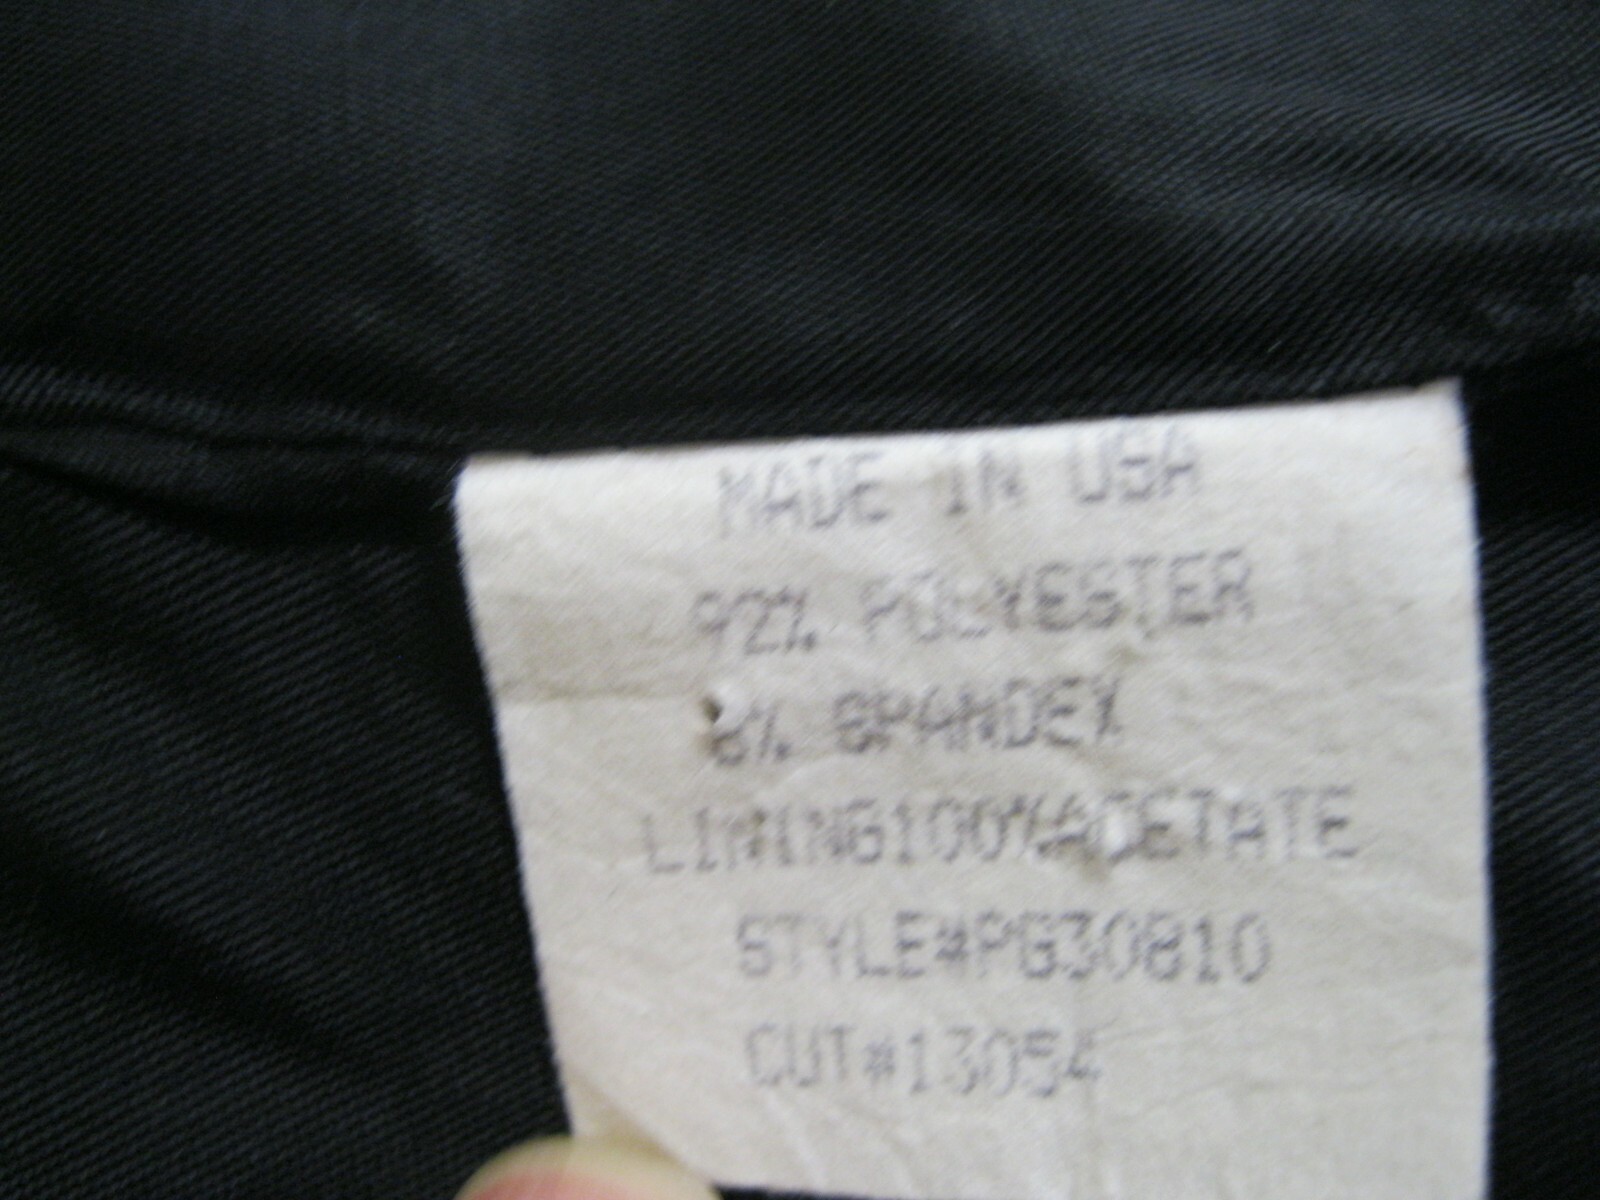 MADE IN USA
92% POLYESTER
8% SPANDEX
LINING100%ACETATE
STYLE#PG30810
CUT#13054